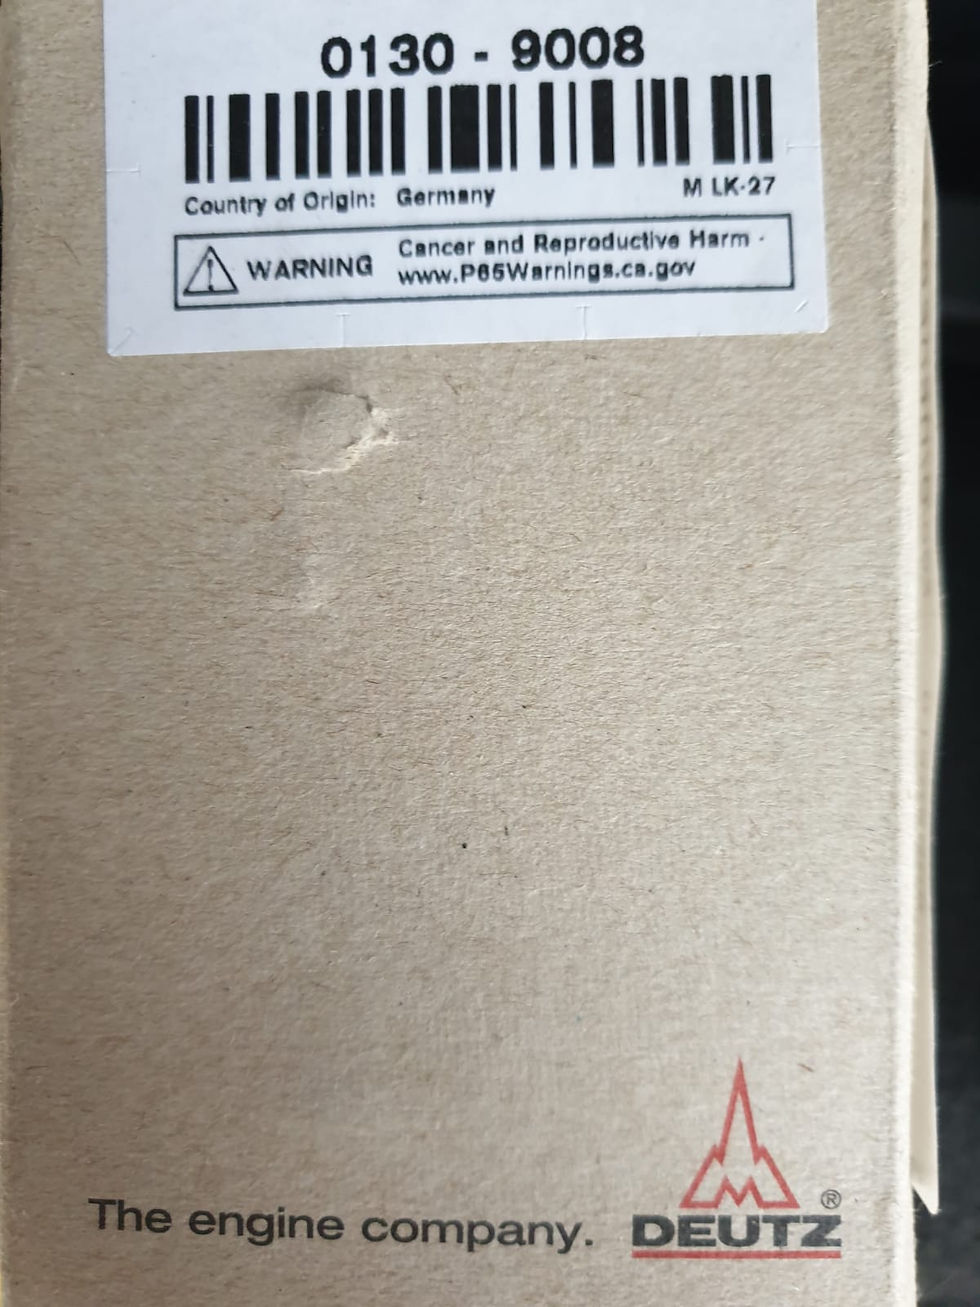 0130 - 9008
Country of Origin: Germany M LK-27
WARNING Cancer and Reproductive Harm -
www.P65Warnings.ca.gov
The engine company. DEUTZ®